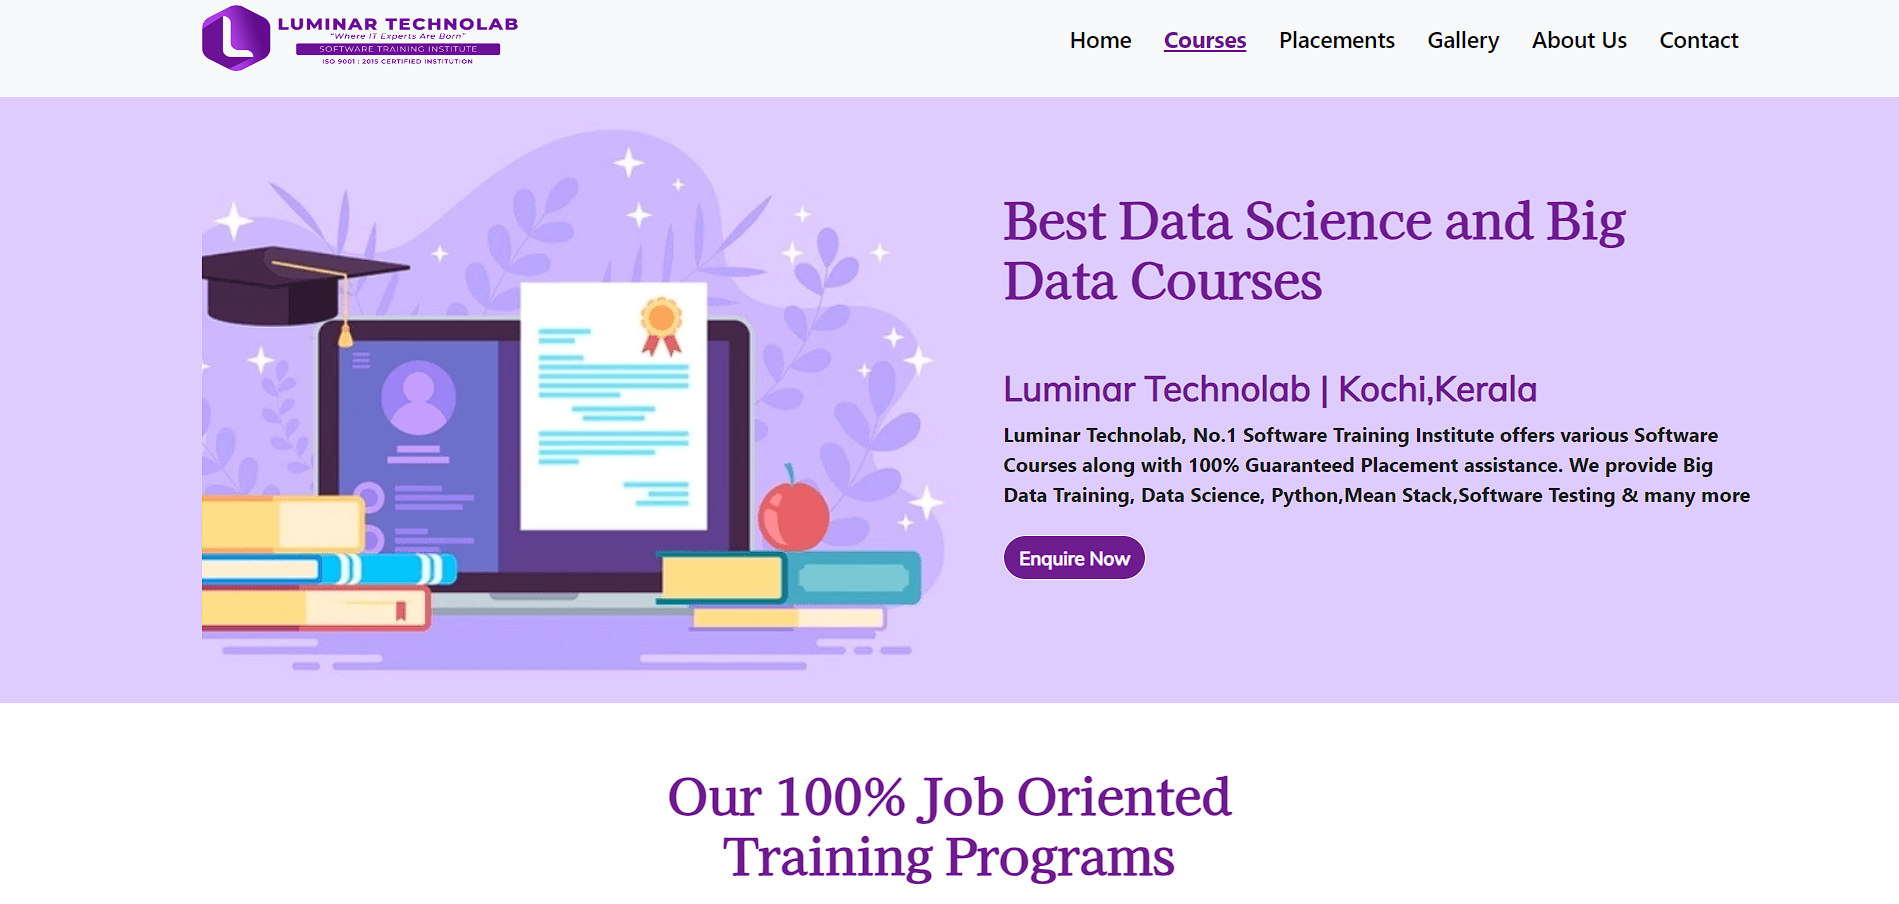 LUMINAR TECHNOLAB
"Where IT Experts Are Born"
SOFTWARE TRAINING INSTITUTE
ISO 9001 : 2015 CERTIFIED INSTITUTION
Home Courses Placements Gallery About Us Contact
Best Data Science and Big
Data Courses
Luminar Technolab | Kochi,Kerala
Luminar Technolab, No.1 Software Training Institute offers various Software
Courses along with 100% Guaranteed Placement assistance. We provide Big
Data Training, Data Science, Python,Mean Stack,Software Testing & many more
Enquire Now
Our 100% Job Oriented
Training Programs